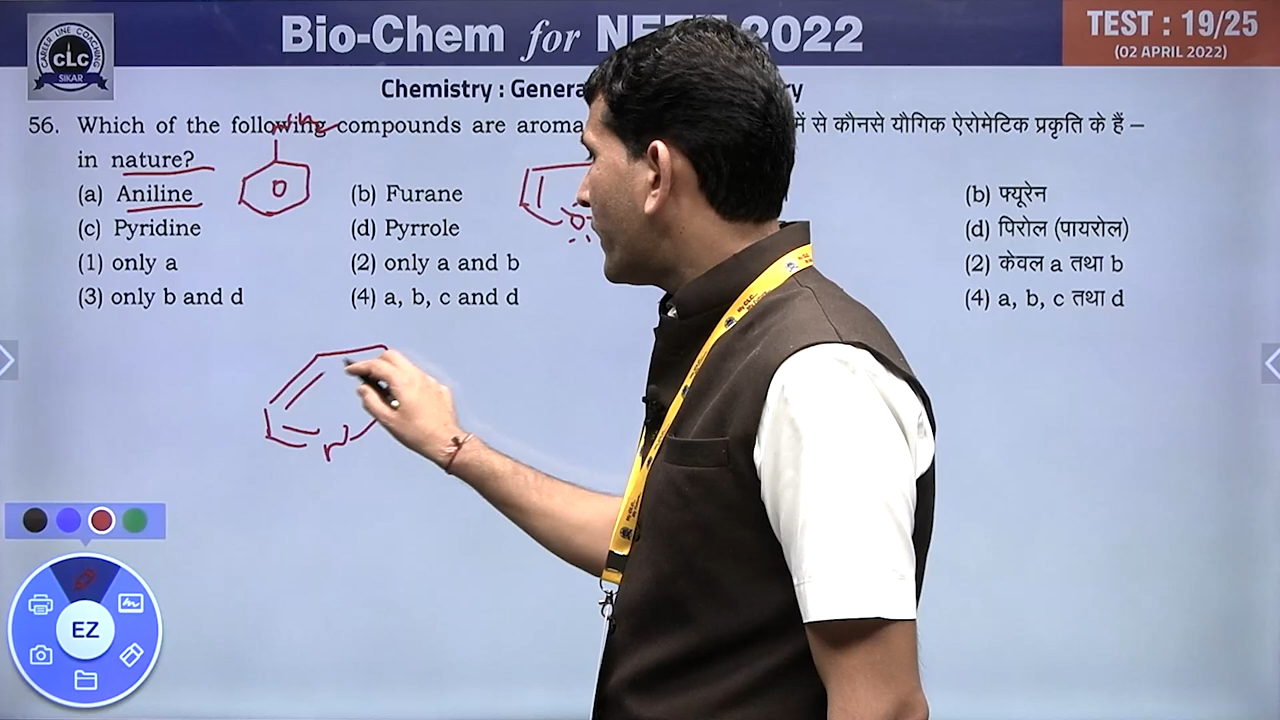 Bio-Chem for NE 2022
TEST : 19/25
(02 APRIL 2022)
CAREER LINE COACHING
CLC
SIKAR
Chemistry : Genera ry
56. Which of the following compounds are aroma में से कौनसे यौगिक ऐरोमेटिक प्रकृति के हैं –
in nature?
(a) Aniline (b) Furane (b) फ्यूरेन
(c) Pyridine (d) Pyrrole (d) पिरोल (पायरोल)
(1) only a (2) only a and b (2) केवल a तथा b
(3) only b and d (4) a, b, c and d (4) a, b, c तथा d
N
EZ